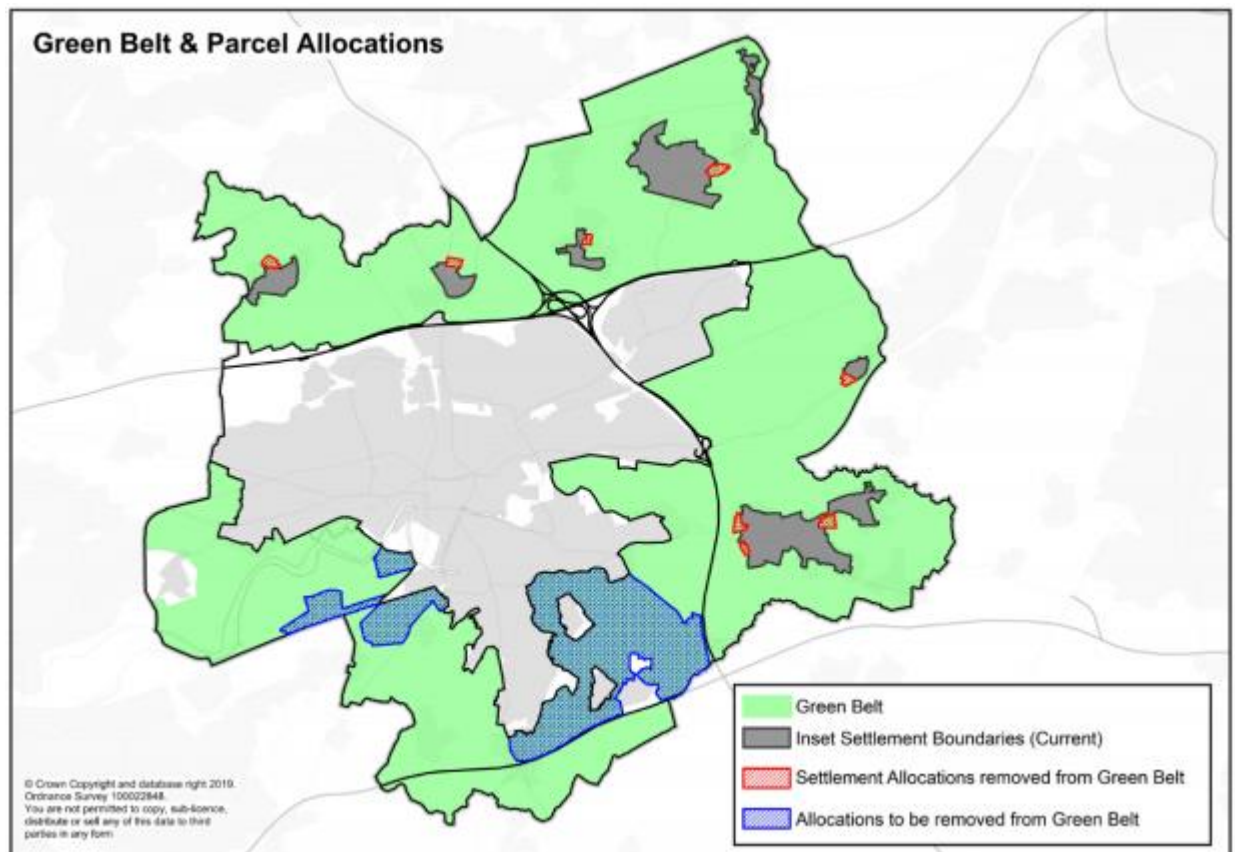 Green Belt & Parcel Allocations
Green Belt
Inset Settlement Boundaries (Current)
Settlement Allocations removed from Green Belt
Allocations to be removed from Green Belt
© Crown Copyright and database right 2019.
Ordnance Survey 100022848.
You are not permitted to copy, sub-licence,
distribute or sell any of this data to third
parties in any form